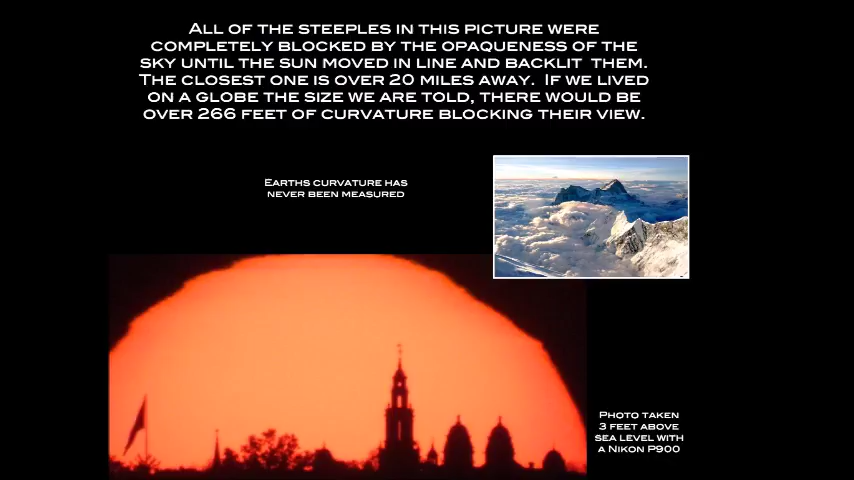 All of the steeples in this picture were
completely blocked by the opaqueness of the
sky until the sun moved in line and backlit them.
The closest one is over 20 miles away. If we lived
on a globe the size we are told, there would be
over 266 feet of curvature blocking their view.
Earths curvature has
never been measured
Photo taken
3 feet above
sea level with
a Nikon P900